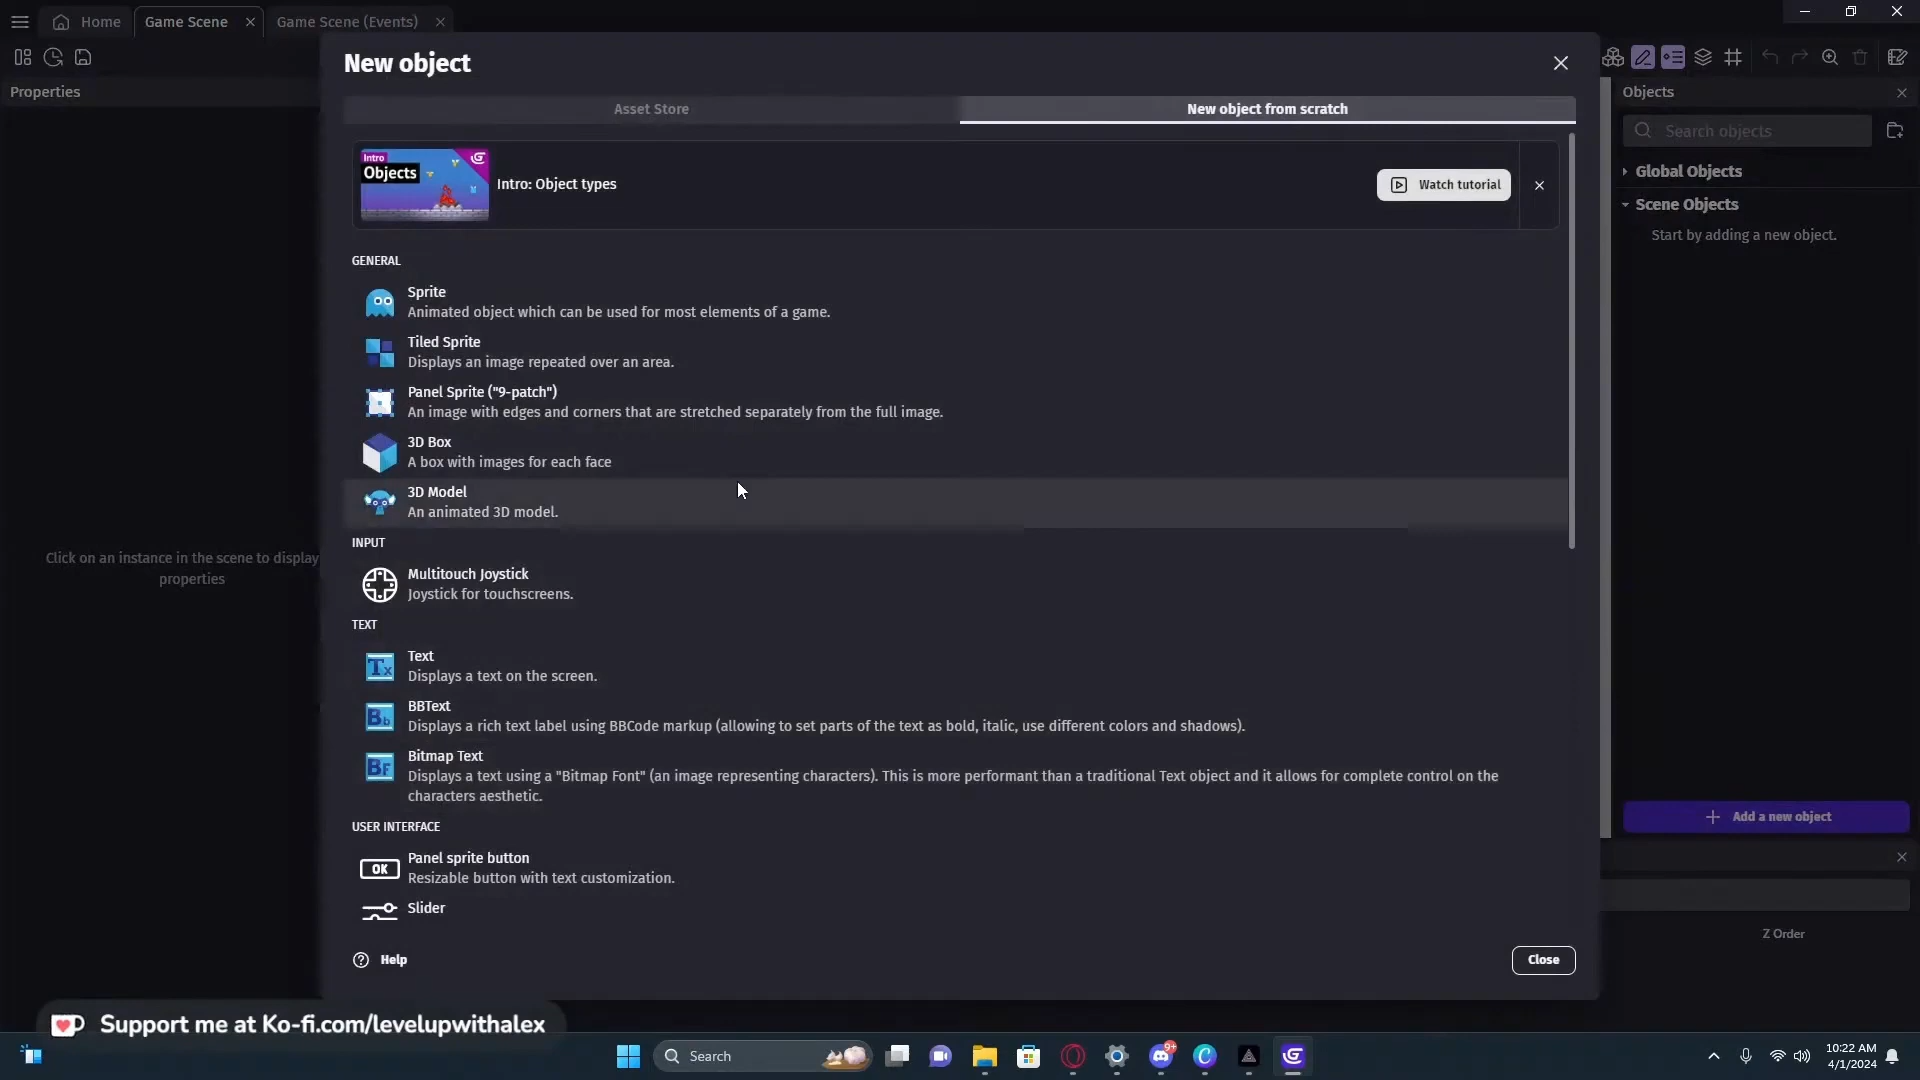 Home
Game Scene
Game Scene (Events)
New object
Properties
Objects
Asset Store
New object from scratch
Search objects
Intro
Objects
Intro: Object types
Watch tutorial
Global Objects
Scene Objects
Start by adding a new object.
GENERAL
Sprite
Animated object which can be used for most elements of a game.
Tiled Sprite
Displays an image repeated over an area.
Panel Sprite ("9-patch")
An image with edges and corners that are stretched separately from the full image.
3D Box
A box with images for each face
3D Model
An animated 3D model.
INPUT
Click on an instance in the scene to display
properties
Multitouch Joystick
Joystick for touchscreens.
TEXT
Tx
Text
Displays a text on the screen.
Bb
BBText
Displays a rich text label using BBCode markup (allowing to set parts of the text as bold, italic, use different colors and shadows).
BF
Bitmap Text
Displays a text using a "Bitmap Font" (an image representing characters). This is more performant than a traditional Text object and it allows for complete control on the
characters aesthetic.
Add a new object
USER INTERFACE
OK
Panel sprite button
Resizable button with text customization.
Slider
Z Order
Help
Close
Support me at Ko-fi.com/levelupwithalex
Search
9+
10:22 AM
4/1/2024